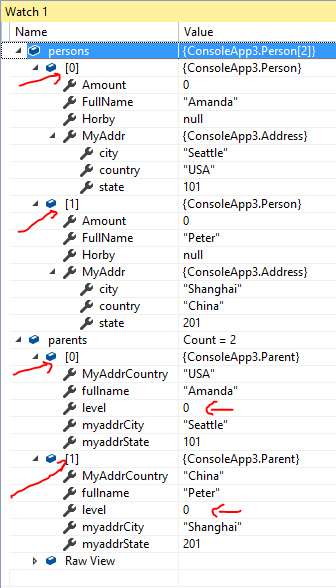 Watch 1
Name Value
persons {ConsoleApp3.Person[2]}
[0] {ConsoleApp3.Person}
Amount 0
FullName "Amanda"
Horby null
MyAddr {ConsoleApp3.Address}
city "Seattle"
country "USA"
state 101
[1] {ConsoleApp3.Person}
Amount 0
FullName "Peter"
Horby null
MyAddr {ConsoleApp3.Address}
city "Shanghai"
country "China"
state 201
parents Count = 2
[0] {ConsoleApp3.Parent}
MyAddrCountry "USA"
fullname "Amanda"
level 0
myaddrCity "Seattle"
myaddrState 101
[1] {ConsoleApp3.Parent}
MyAddrCountry "China"
fullname "Peter"
level 0
myaddrCity "Shanghai"
myaddrState 201
Raw View